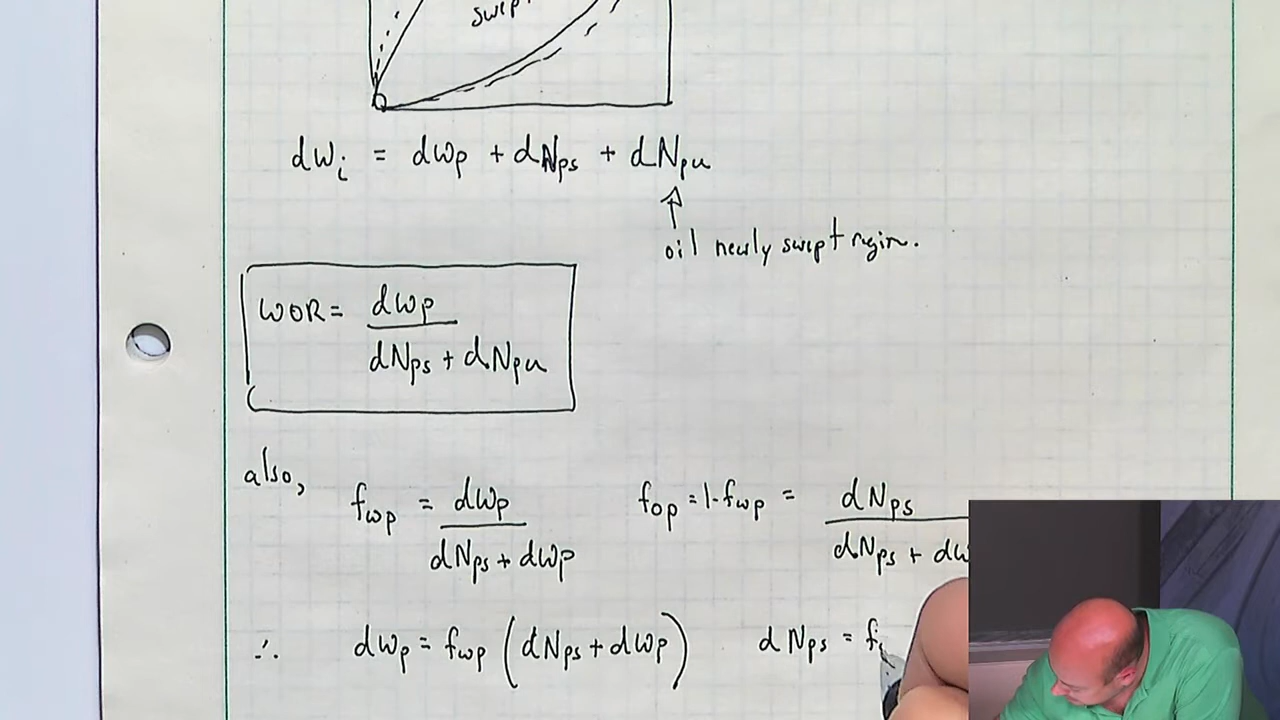 swept
dWi = dWp + dNps + dNpu
oil newly swept region.
WOR = dWp / dNps + dNpu
also,
fwp = dWp / dNps + dWp    fop = 1 - fwp = dNps / dNps + dW
∴ dWp = fwp (dNps + dWp)    dNps = f